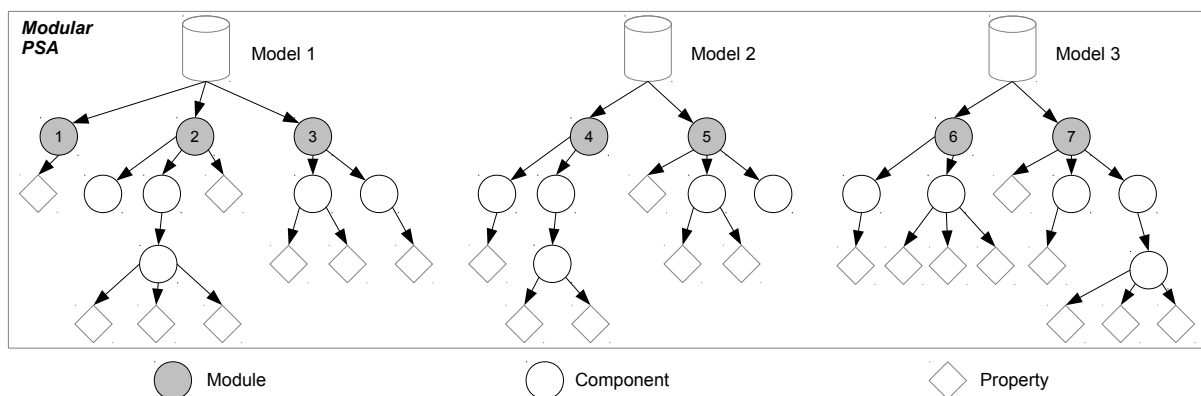 Modular
PSA
Model 1
Model 2
Model 3
1
2
3
4
5
6
7
Module
Component
Property